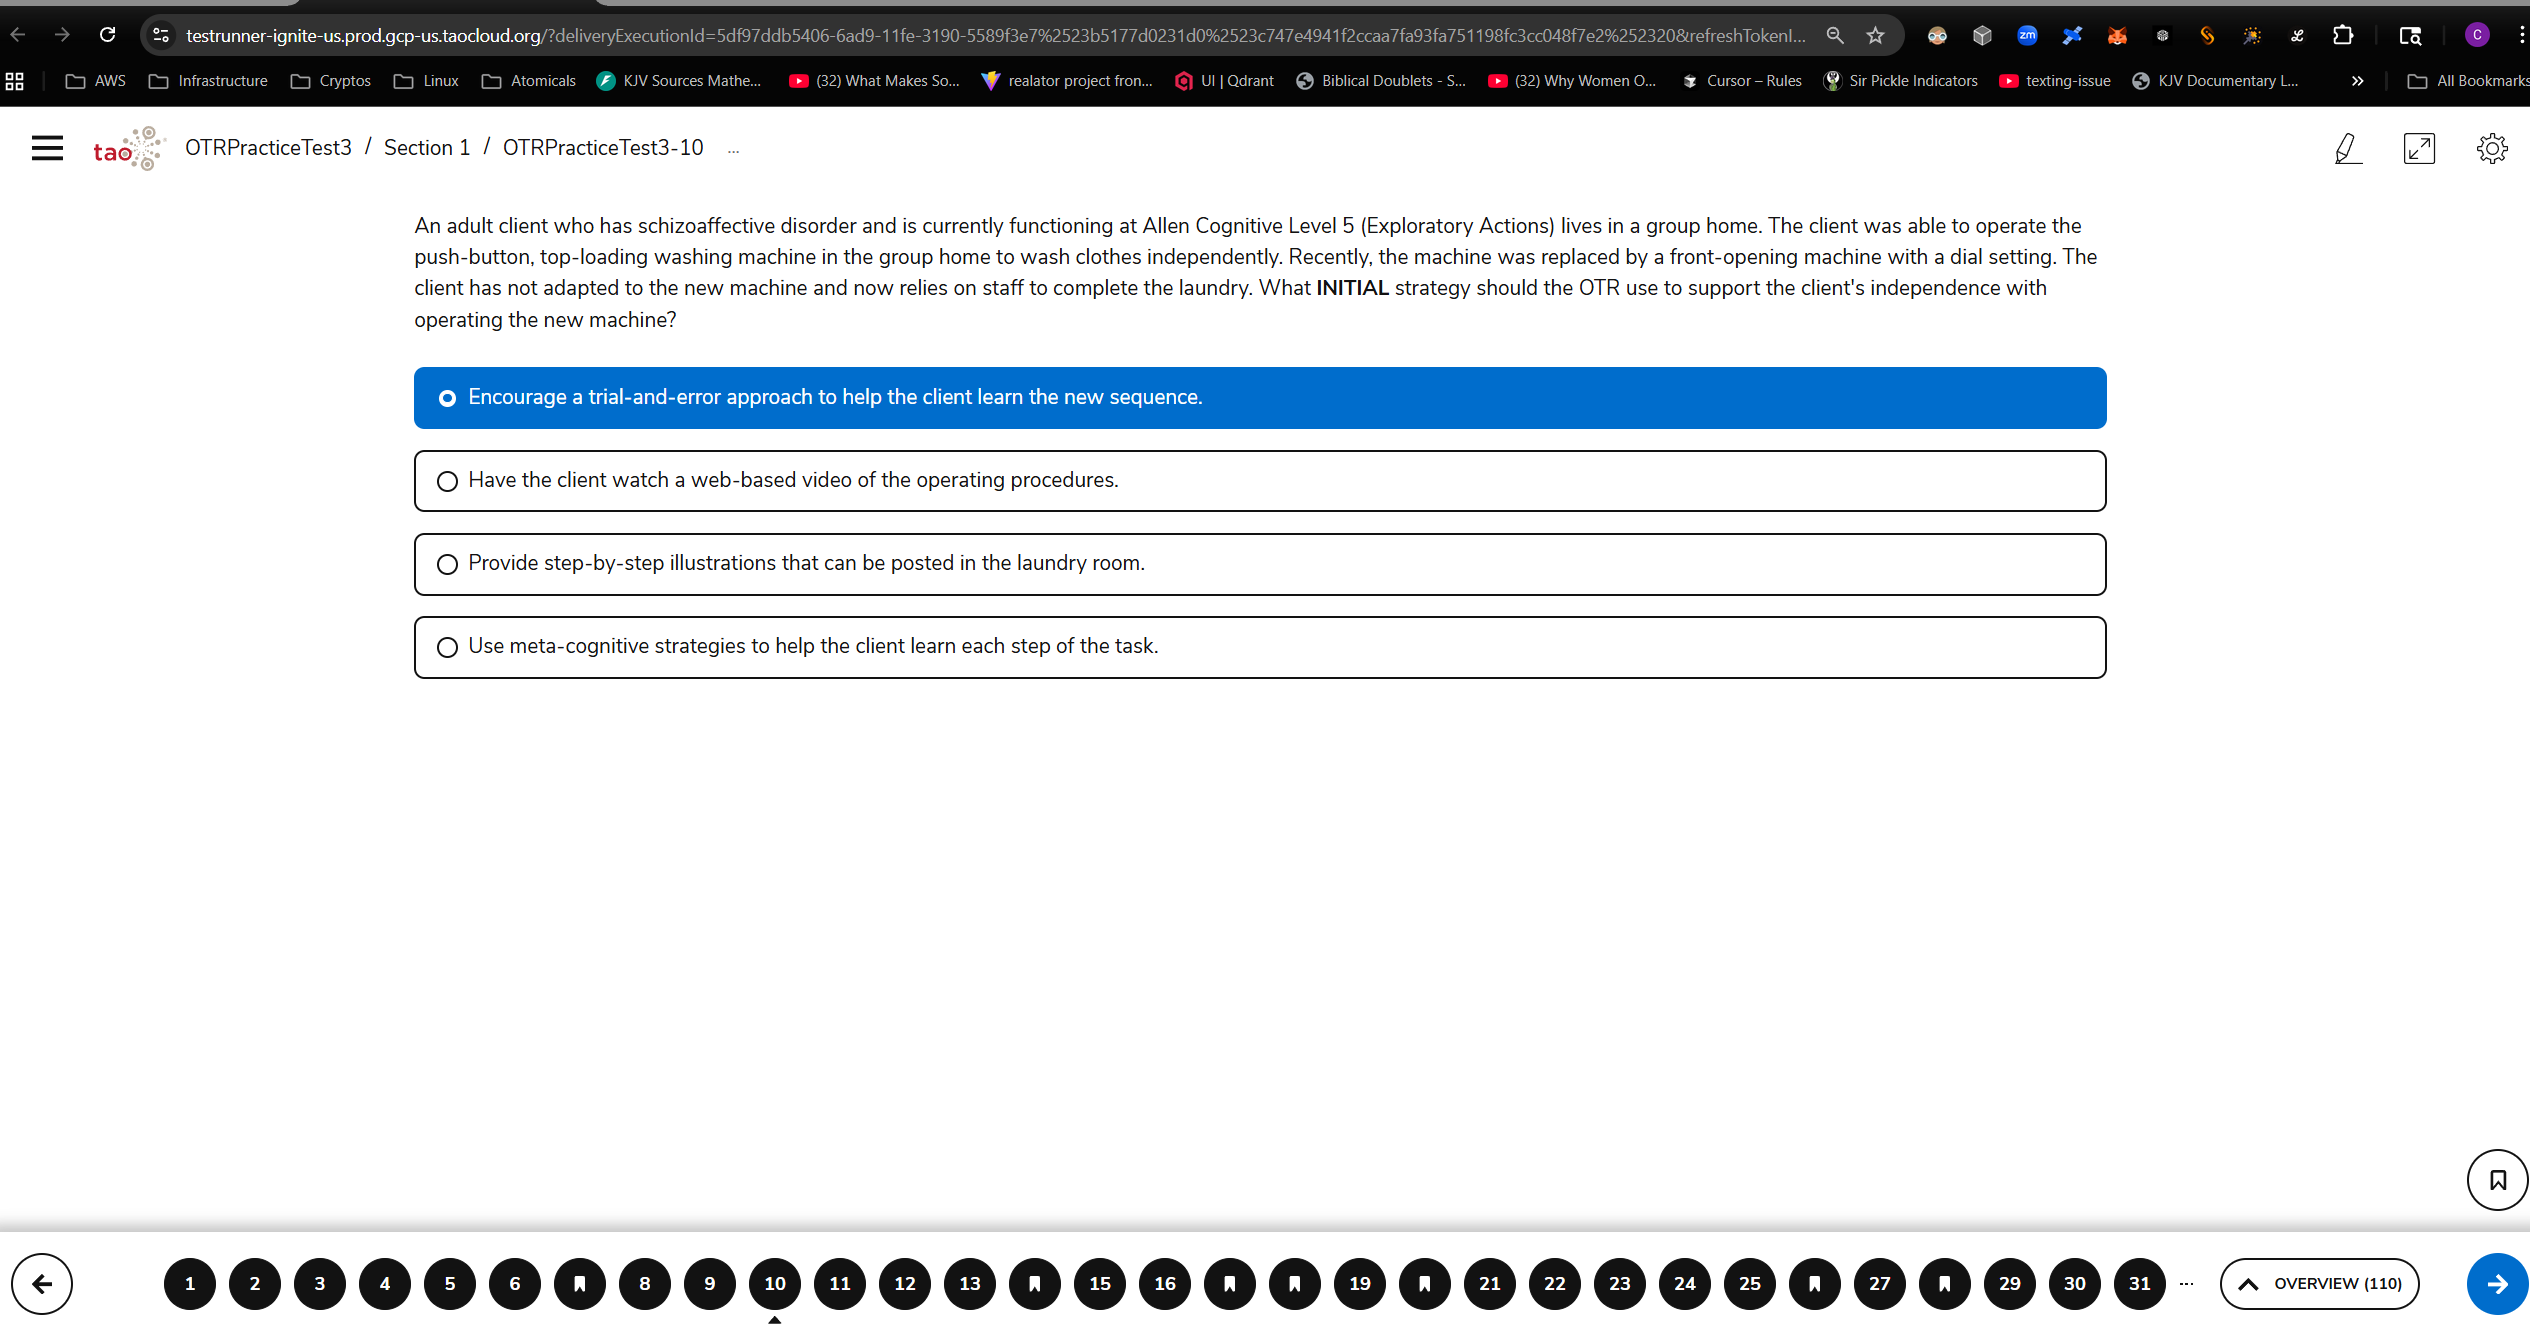 testrunner-ignite-us.prod.gcp-us.taocloud.org/?deliveryExecutionId=5df97ddb5406-6ad9-11fe-3190-5589f3e7%2523b5177d0231d0%2523c747e4941f2ccaa7fa93fa751198fc3cc048f7e2%252320&refreshTokenI...
zm
C
AWS Infrastructure Cryptos Linux Atomicals KJV Sources Mathe... (32) What Makes So... realator project fron... UI | Qdrant Biblical Doublets - S... (32) Why Women O... Cursor – Rules Sir Pickle Indicators texting-issue KJV Documentary L... » All Bookmarks
tao OTRPracticeTest3 / Section 1 / OTRPracticeTest3-10 ...
An adult client who has schizoaffective disorder and is currently functioning at Allen Cognitive Level 5 (Exploratory Actions) lives in a group home. The client was able to operate the
push-button, top-loading washing machine in the group home to wash clothes independently. Recently, the machine was replaced by a front-opening machine with a dial setting. The
client has not adapted to the new machine and now relies on staff to complete the laundry. What INITIAL strategy should the OTR use to support the client's independence with
operating the new machine?
Encourage a trial-and-error approach to help the client learn the new sequence.
Have the client watch a web-based video of the operating procedures.
Provide step-by-step illustrations that can be posted in the laundry room.
Use meta-cognitive strategies to help the client learn each step of the task.
1 2 3 4 5 6 8 9 10 11 12 13 15 16 19 21 22 23 24 25 27 29 30 31 ... OVERVIEW (110)